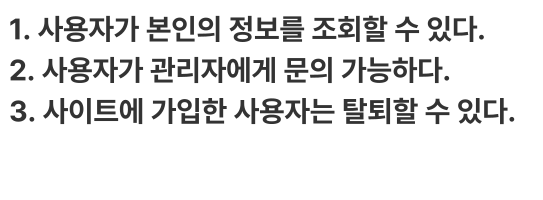 1. 사용자가 본인의 정보를 조회할 수 있다.
2. 사용자가 관리자에게 문의 가능하다.
3. 사이트에 가입한 사용자는 탈퇴할 수 있다.